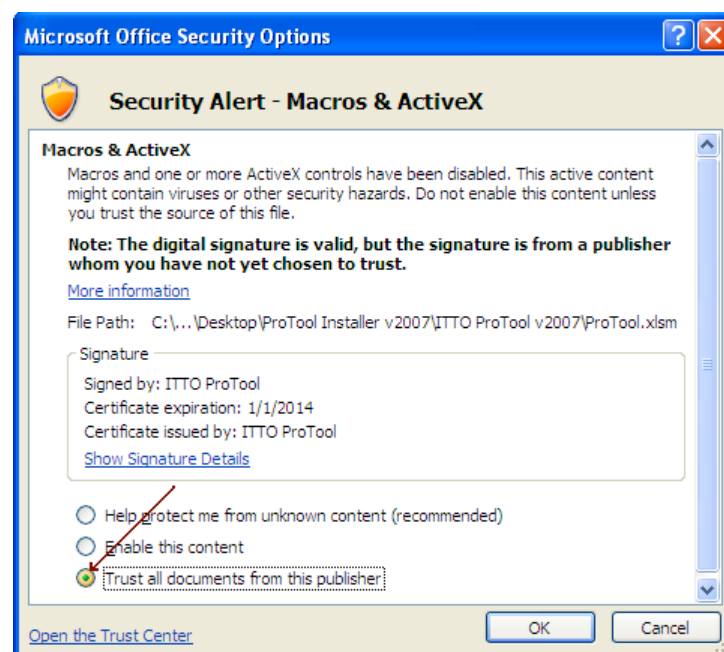 Microsoft Office Security Options
Security Alert - Macros & ActiveX
Macros & ActiveX
Macros and one or more ActiveX controls have been disabled. This active content
might contain viruses or other security hazards. Do not enable this content unless
you trust the source of this file.
Note: The digital signature is valid, but the signature is from a publisher
whom you have not yet chosen to trust.
More information
File Path: C:\...\Desktop\ProTool Installer v2007\ITTO ProTool v2007\ProTool.xlsm
Signature
Signed by: ITTO ProTool
Certificate expiration: 1/1/2014
Certificate issued by: ITTO ProTool
Show Signature Details
Help protect me from unknown content (recommended)
Enable this content
Trust all documents from this publisher
Open the Trust Center
OK
Cancel